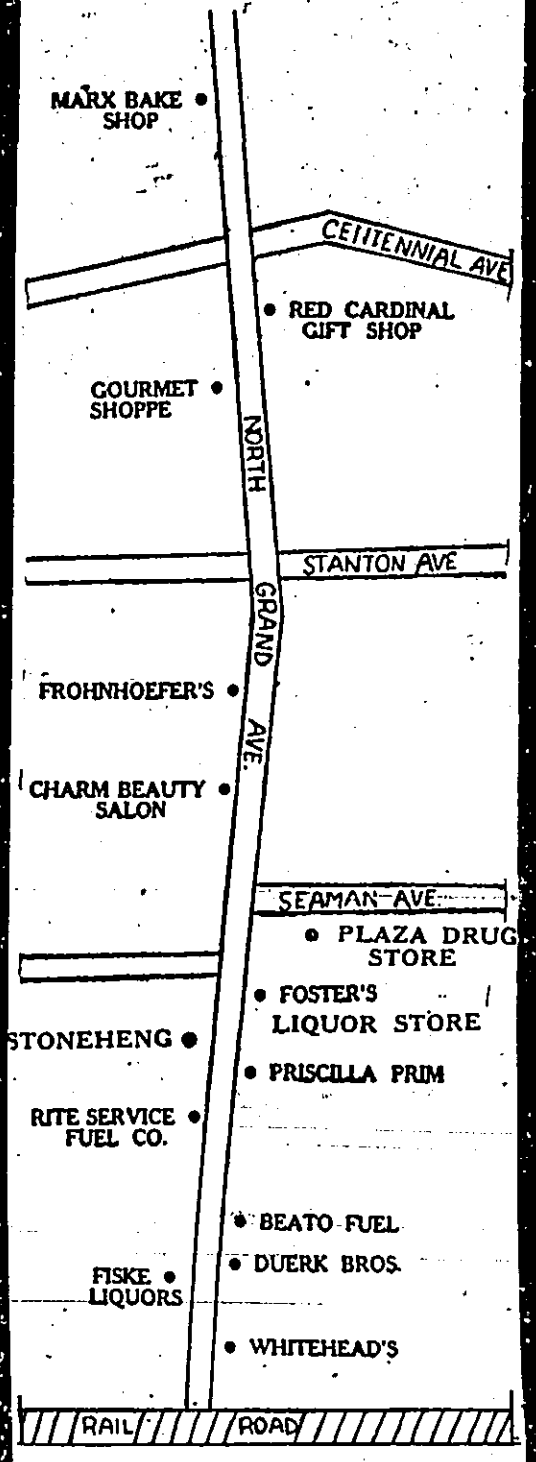 MARX BAKE
SHOP
CENTENNIAL AVE
RED CARDINAL
GIFT SHOP
GOURMET
SHOPPE
NORTH
GRAND
AVE.
STANTON AVE
FROHNHOEFER'S
CHARM BEAUTY
SALON
SEAMAN AVE.
PLAZA DRUG
STORE
FOSTER'S
LIQUOR STORE
STONEHENG
PRISCILLA PRIM
RITE SERVICE
FUEL CO.
BEATO FUEL
DUERK BROS.
FISKE
LIQUORS
WHITEHEAD'S
RAIL ROAD